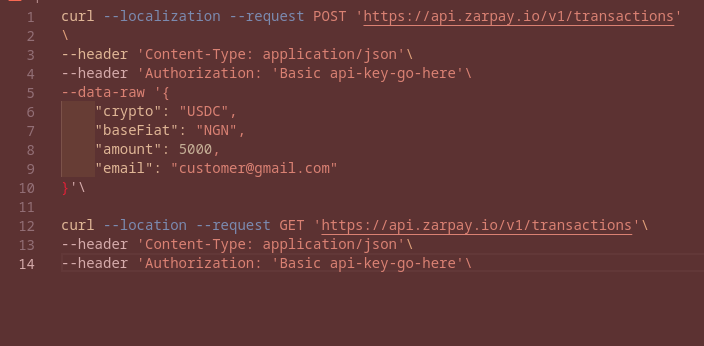 1 curl --localization --request POST 'https://api.zarpay.io/v1/transactions'
2 \
3 --header 'Content-Type: application/json'\
4 --header 'Authorization: 'Basic api-key-go-here'\
5 --data-raw '{
6 "crypto": "USDC",
7 "baseFiat": "NGN",
8 "amount": 5000,
9 "email": "customer@gmail.com"
10 }'\
11
12 curl --location --request GET 'https://api.zarpay.io/v1/transactions'\
13 --header 'Content-Type: application/json'\
14 --header 'Authorization: 'Basic api-key-go-here'\